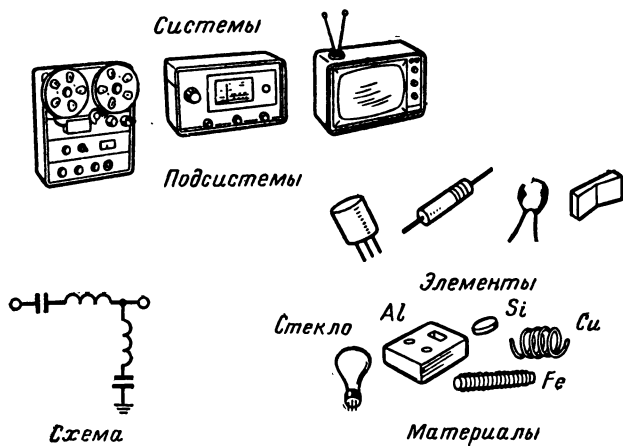 Системы
Подсистемы
Элементы
Стекло
Al
Si
Cu
Fe
Схема
Материалы